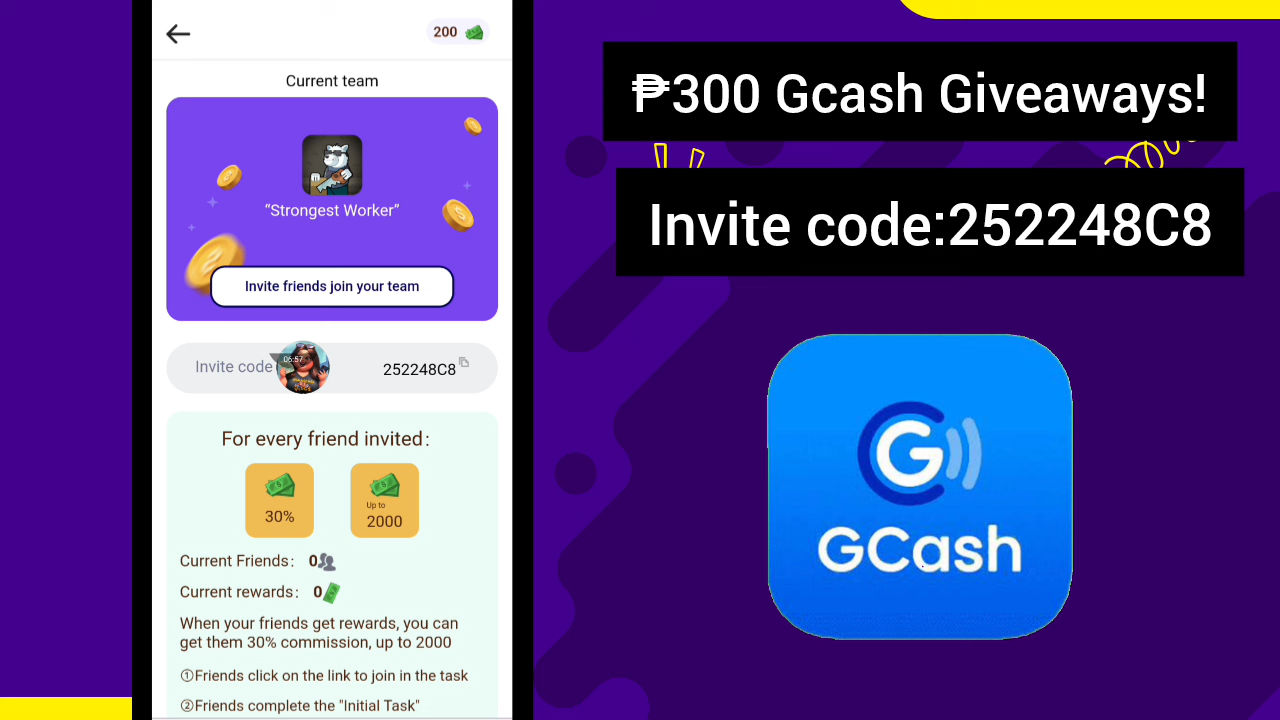 200
Current team
“Strongest Worker”
Invite friends join your team
Invite code
06:57
252248C8
For every friend invited:
30%
Up to
2000
Current Friends: 0
Current rewards: 0
When your friends get rewards, you can
get them 30% commission, up to 2000
①Friends click on the link to join in the task
②Friends complete the "Initial Task"
₱300 Gcash Giveaways!
Invite code:252248C8
G
GCash